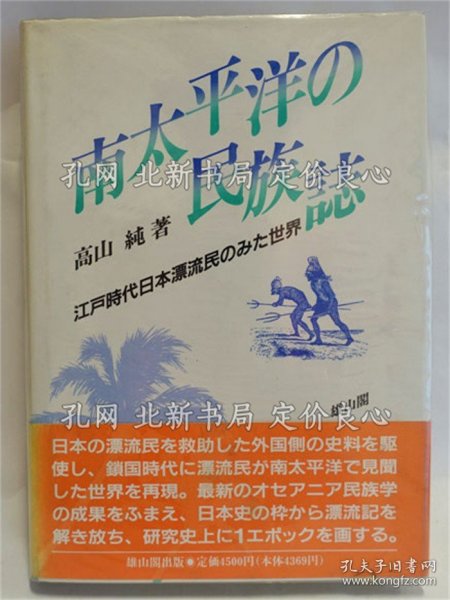 南太平洋の
民族誌
孔网 北新书局 定价良心
高山 純 著
江戸時代日本漂流民のみた世界
雄山閣
孔网 北新书局 定价良心
日本の漂流民を救助した外国側の史料を駆
使し、鎖国時代に漂流民が南太平洋で見聞
した世界を再現。最新のオセアニア民族学
の成果をふまえ、日本史の枠から漂流記を
解き放ち、研究史上に1エポックを画する。
雄山閣出版●定価4500円(本体4369円)
孔夫子旧书网
www.kongfz.com